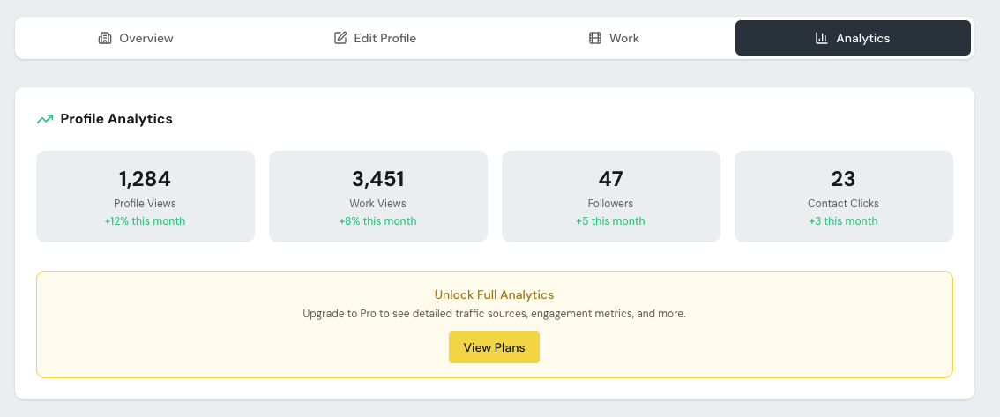 Overview
Edit Profile
Work
Analytics
Profile Analytics
1,284
Profile Views
+12% this month
3,451
Work Views
+8% this month
47
Followers
+5 this month
23
Contact Clicks
+3 this month
Unlock Full Analytics
Upgrade to Pro to see detailed traffic sources, engagement metrics, and more.
View Plans